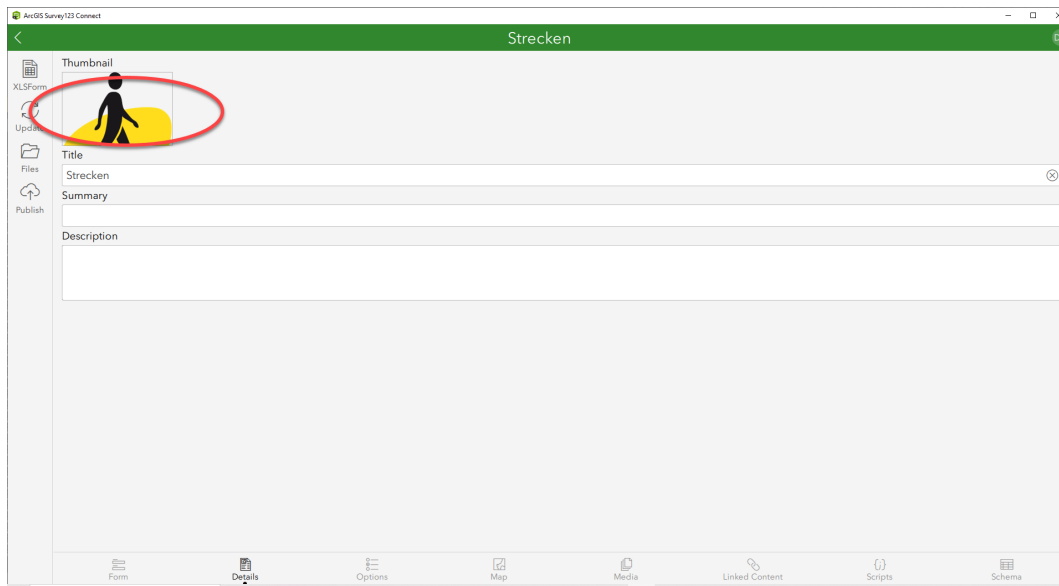 ArcGIS Survey123 Connect
Strecken
D
XLSForm
Update
Files
Publish
Thumbnail
Title
Strecken
Summary
Description
Form
Details
Options
Map
Media
Linked Content
Scripts
Schema